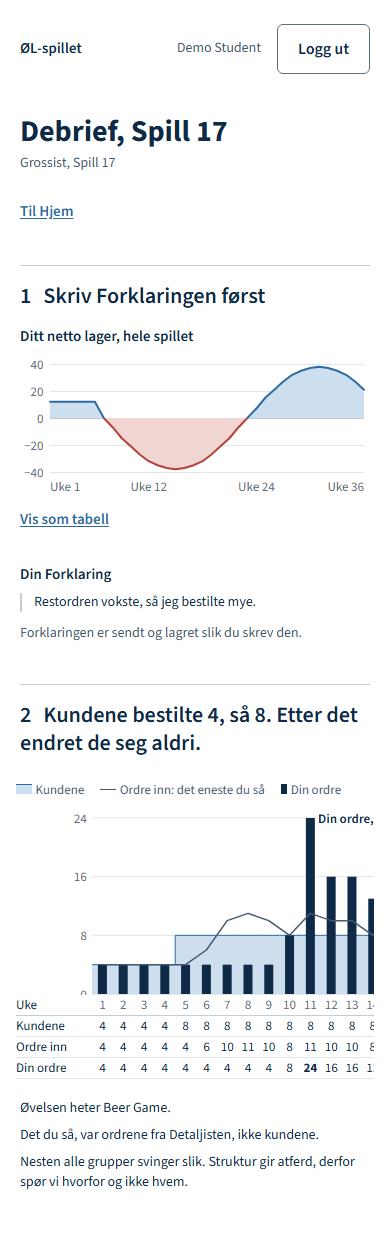 ØL-spillet Demo Student Logg ut
Debrief, Spill 17
Grossist, Spill 17
Til Hjem
1 Skriv Forklaringen først
Ditt netto lager, hele spillet
40
20
0
−20
−40
Uke 1 Uke 12 Uke 24 Uke 36
Vis som tabell
Din Forklaring
Restordren vokste, så jeg bestilte mye.
Forklaringen er sendt og lagret slik du skrev den.
2 Kundene bestilte 4, så 8. Etter det
endret de seg aldri.
Kundene Ordre inn: det eneste du så Din ordre
24 Din ordre,
16
8
0
Uke 1 2 3 4 5 6 7 8 9 10 11 12 13
Kundene 4 4 4 4 8 8 8 8 8 8 8 8 8
Ordre inn 4 4 4 4 4 6 10 11 10 8 11 10 10
Din ordre 4 4 4 4 4 4 4 4 4 8 24 16 16
Øvelsen heter Beer Game.
Det du så, var ordrene fra Detaljisten, ikke kundene.
Nesten alle grupper svinger slik. Struktur gir atferd, derfor
spør vi hvorfor og ikke hvem.